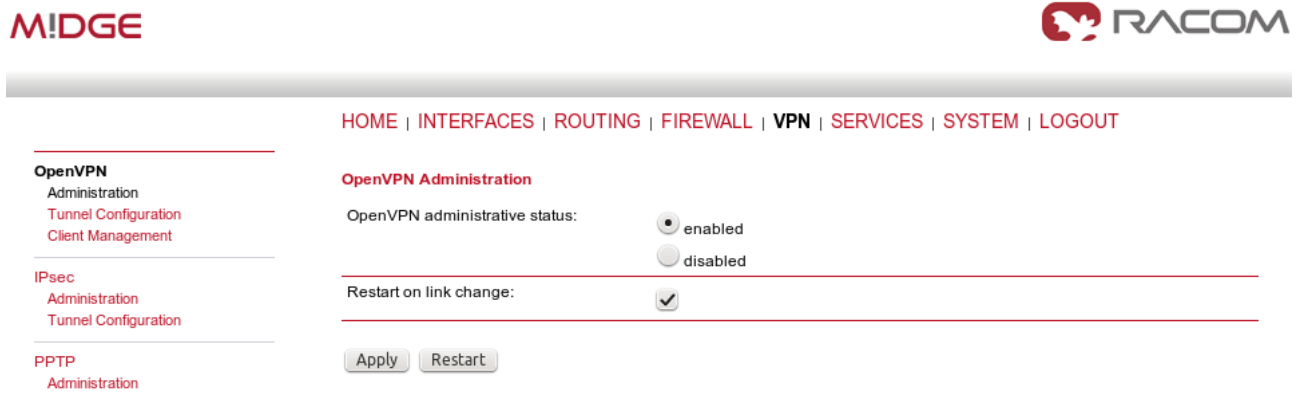 M!DGE
RACOM
HOME | INTERFACES | ROUTING | FIREWALL | VPN | SERVICES | SYSTEM | LOGOUT
OpenVPN
Administration
Tunnel Configuration
Client Management
IPsec
Administration
Tunnel Configuration
PPTP
Administration
OpenVPN Administration
OpenVPN administrative status:
enabled
disabled
Restart on link change:
Apply Restart